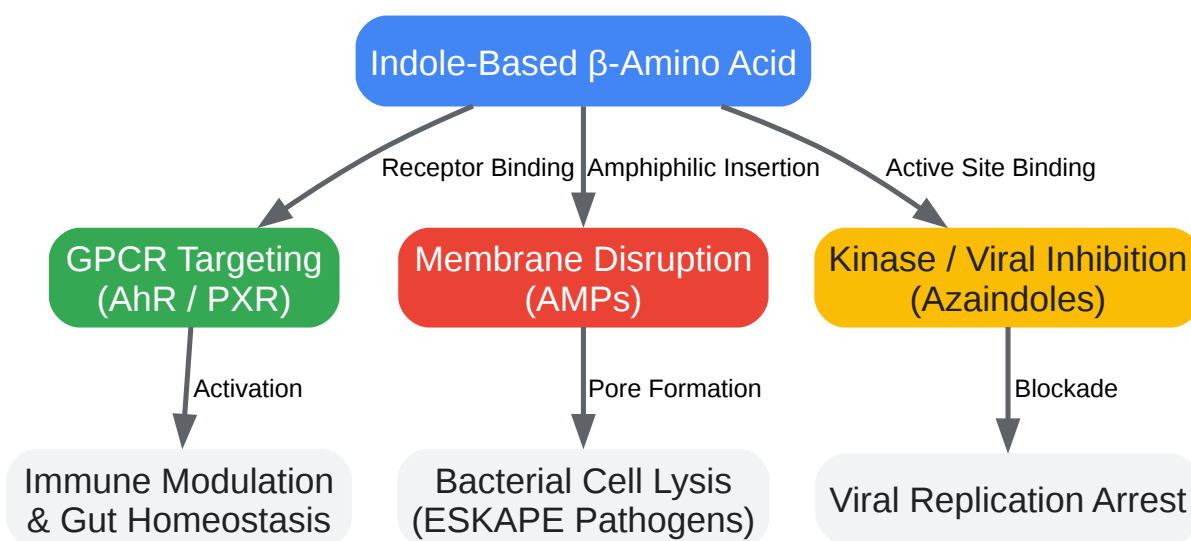 Indole-Based β-Amino Acid
Receptor Binding
Amphiphilic Insertion
Active Site Binding
GPCR Targeting
(AhR / PXR)
Membrane Disruption
(AMPs)
Kinase / Viral Inhibition
(Azaindoles)
Activation
Pore Formation
Blockade
Immune Modulation
& Gut Homeostasis
Bacterial Cell Lysis
(ESKAPE Pathogens)
Viral Replication Arrest